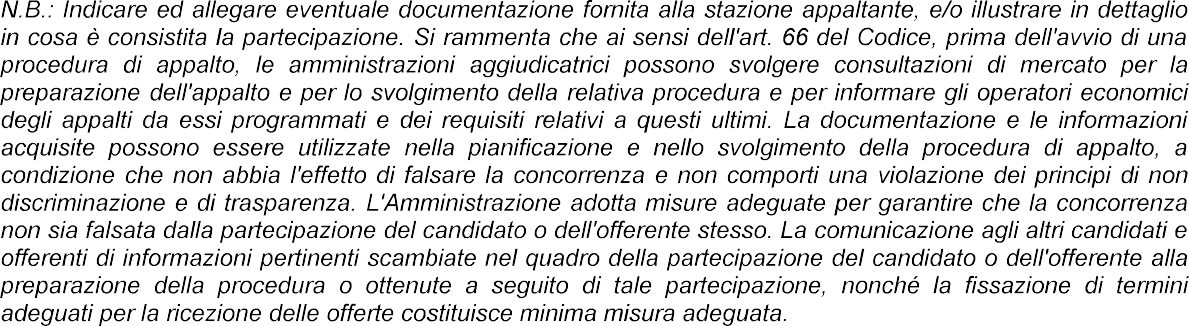 N.B.: Indicare ed allegare eventuale documentazione fornita alla stazione appaltante, e/o illustrare in dettaglio
in cosa è consistita la partecipazione. Si rammenta che ai sensi dell'art. 66 del Codice, prima dell'avvio di una
procedura di appalto, le amministrazioni aggiudicatrici possono svolgere consultazioni di mercato per la
preparazione dell'appalto e per lo svolgimento della relativa procedura e per informare gli operatori economici
degli appalti da essi programmati e dei requisiti relativi a questi ultimi. La documentazione e le informazioni
acquisite possono essere utilizzate nella pianificazione e nello svolgimento della procedura di appalto, a
condizione che non abbia l'effetto di falsare la concorrenza e non comporti una violazione dei principi di non
discriminazione e di trasparenza. L'Amministrazione adotta misure adeguate per garantire che la concorrenza
non sia falsata dalla partecipazione del candidato o dell'offerente stesso. La comunicazione agli altri candidati e
offerenti di informazioni pertinenti scambiate nel quadro della partecipazione del candidato o dell'offerente alla
preparazione della procedura o ottenute a seguito di tale partecipazione, nonché la fissazione di termini
adeguati per la ricezione delle offerte costituisce minima misura adeguata.